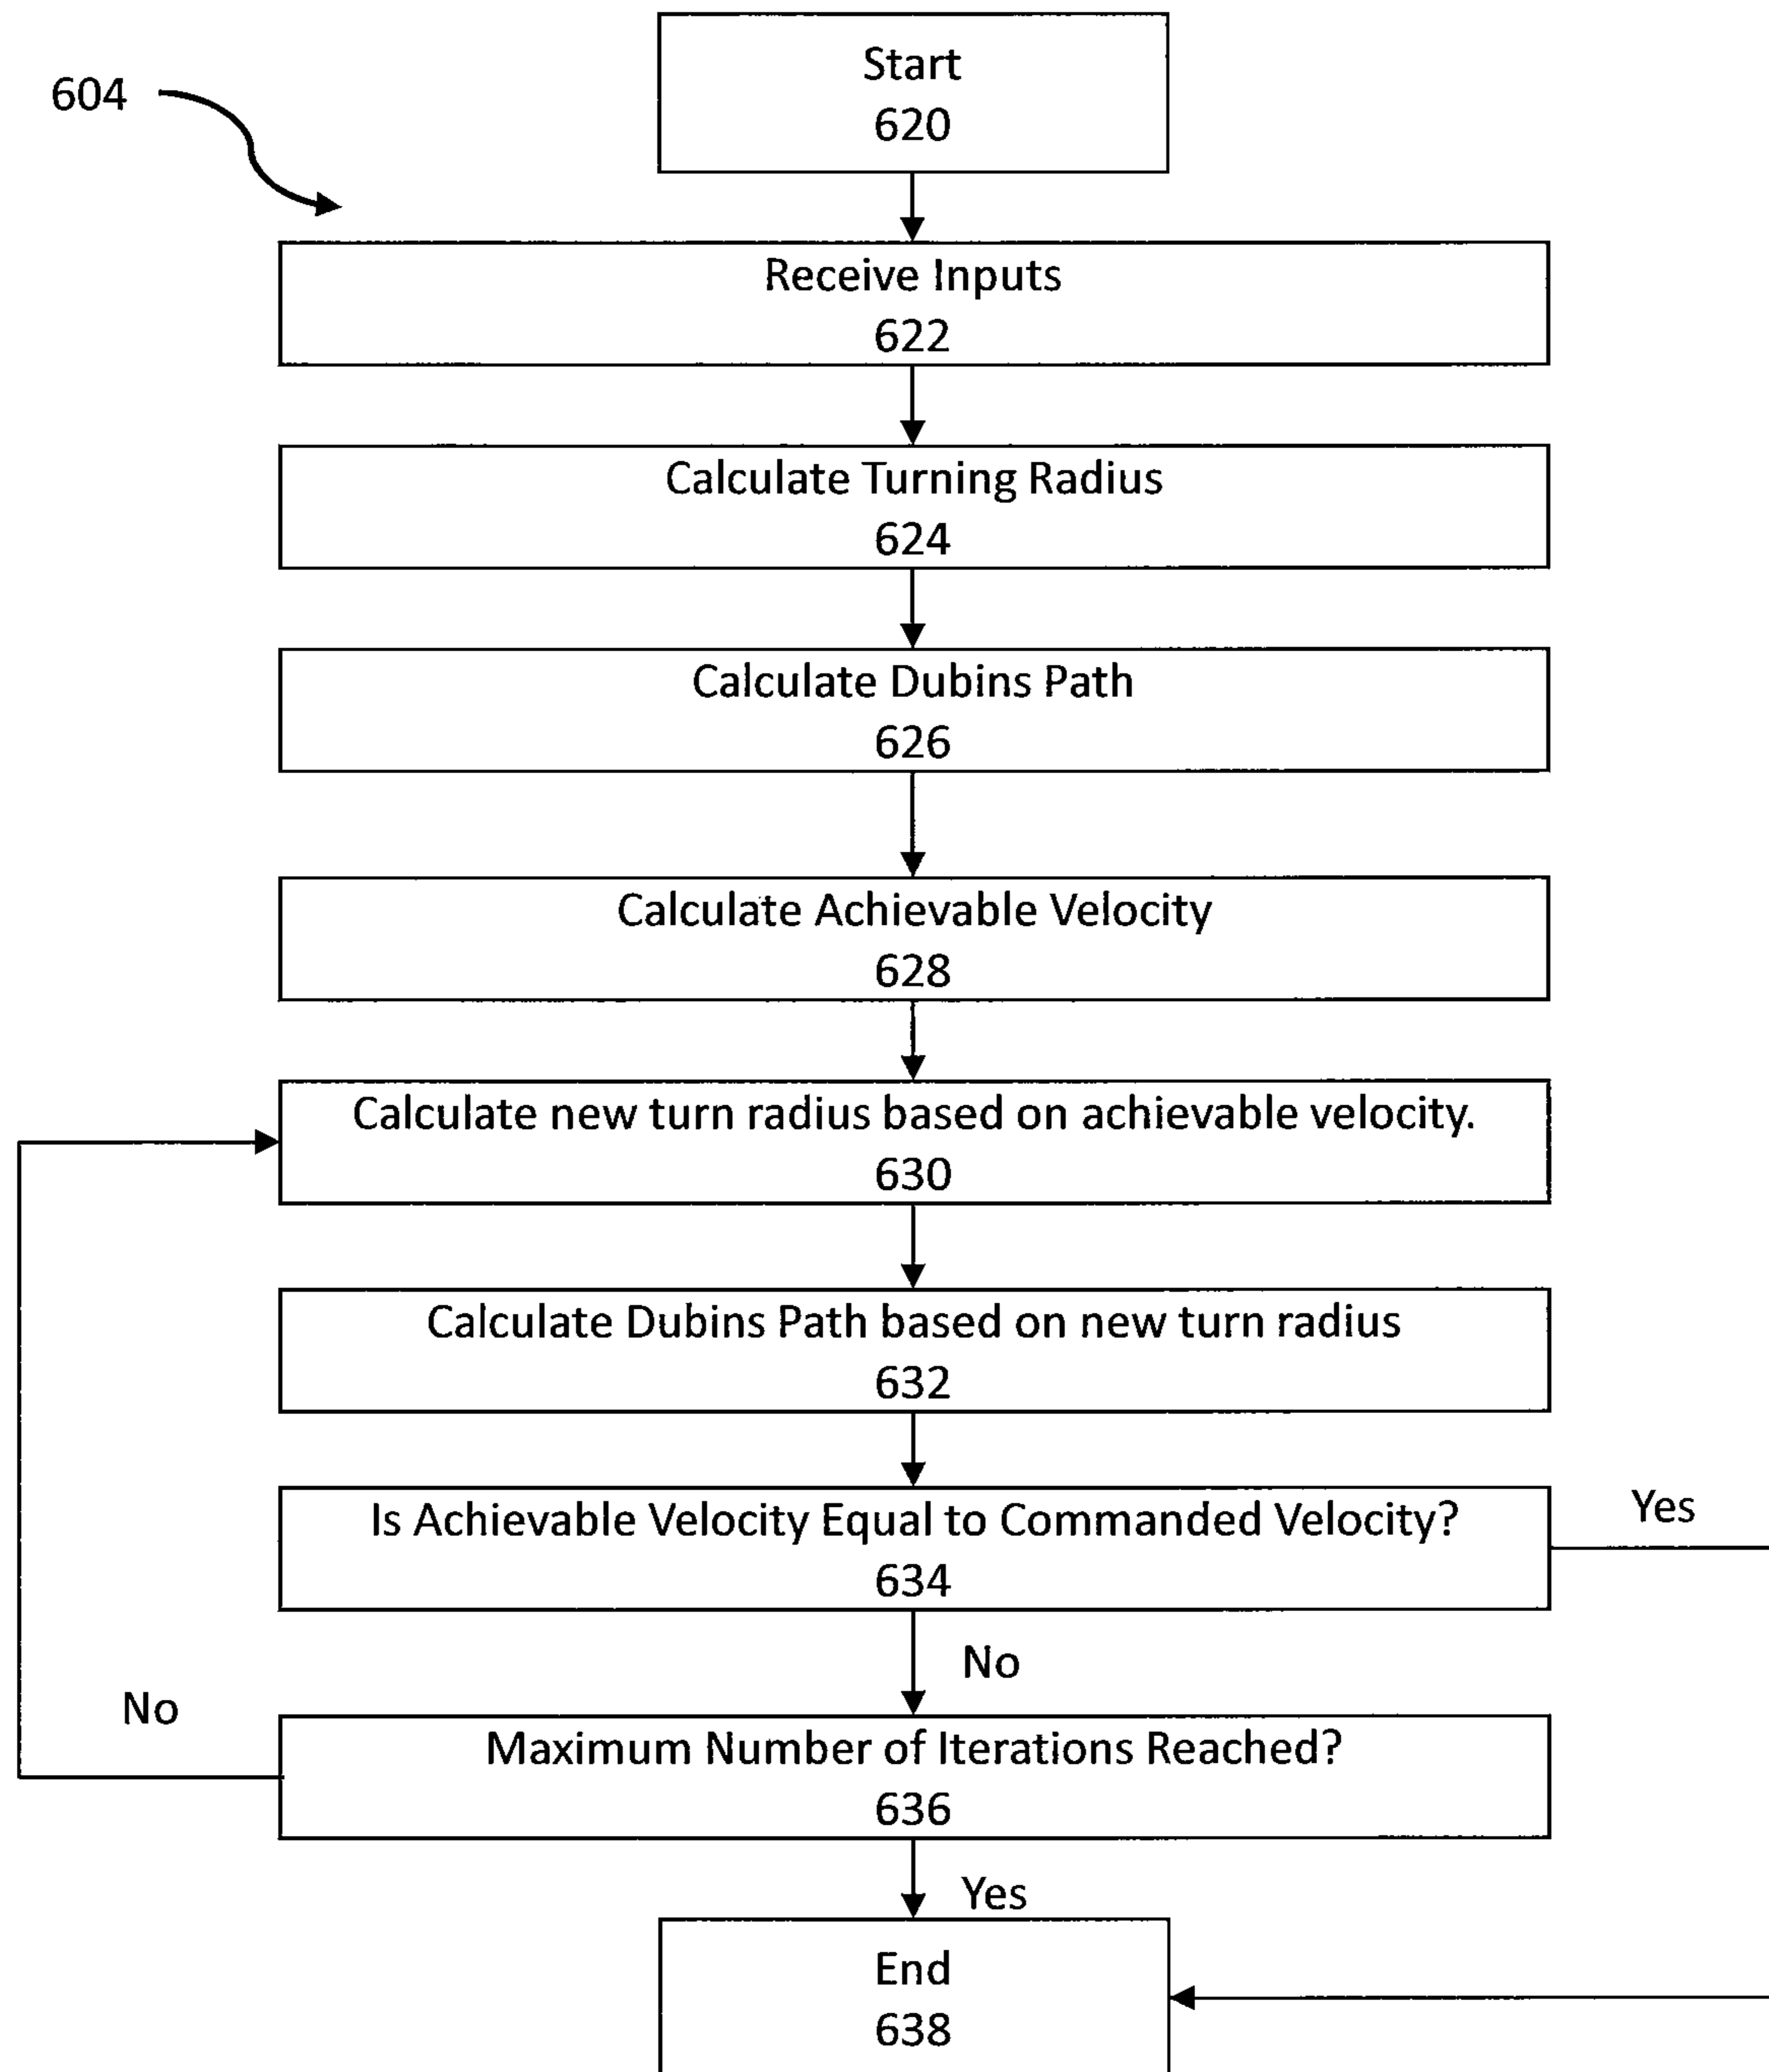 604
Start
620
Receive Inputs
622
Calculate Turning Radius
624
Calculate Dubins Path
626
Calculate Achievable Velocity
628
Calculate new turn radius based on achievable velocity.
630
Calculate Dubins Path based on new turn radius
632
Is Achievable Velocity Equal to Commanded Velocity?
634
Yes
No
No
Maximum Number of Iterations Reached?
636
Yes
End
638